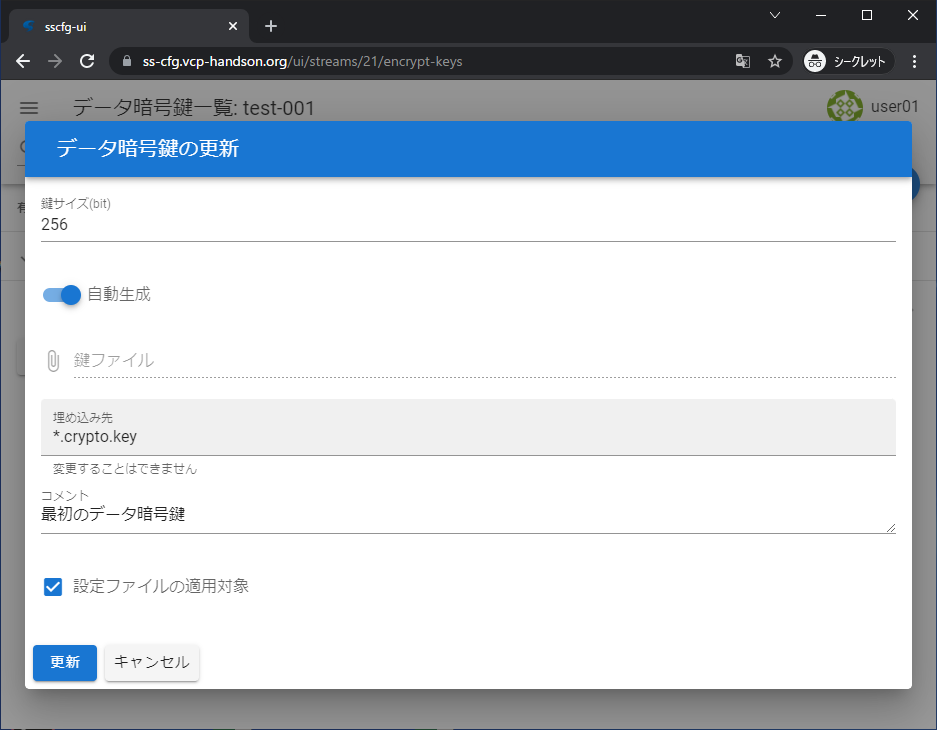 sscfg-ui
ss-cfg.vcp-handson.org/ui/streams/21/encrypt-keys
シークレット
データ暗号鍵一覧: test-001
user01
データ暗号鍵の更新
鍵サイズ(bit)
256
自動生成
鍵ファイル
埋め込み先
*.crypto.key
変更することはできません
コメント
最初のデータ暗号鍵
設定ファイルの適用対象
更新
キャンセル